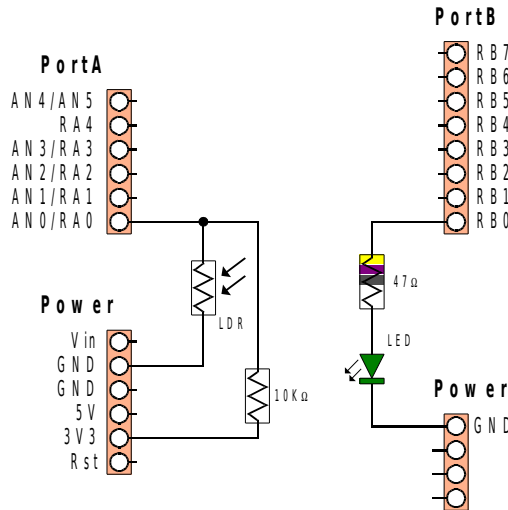 PortB
RB7
RB6
RB5
RB4
RB3
RB2
RB1
RB0
PortA
AN4/AN5
RA4
AN3/RA3
AN2/RA2
AN1/RA1
AN0/RA0
47Ω
LDR
LED
10KΩ
Power
Vin
GND
GND
5V
3V3
Rst
Power
GND